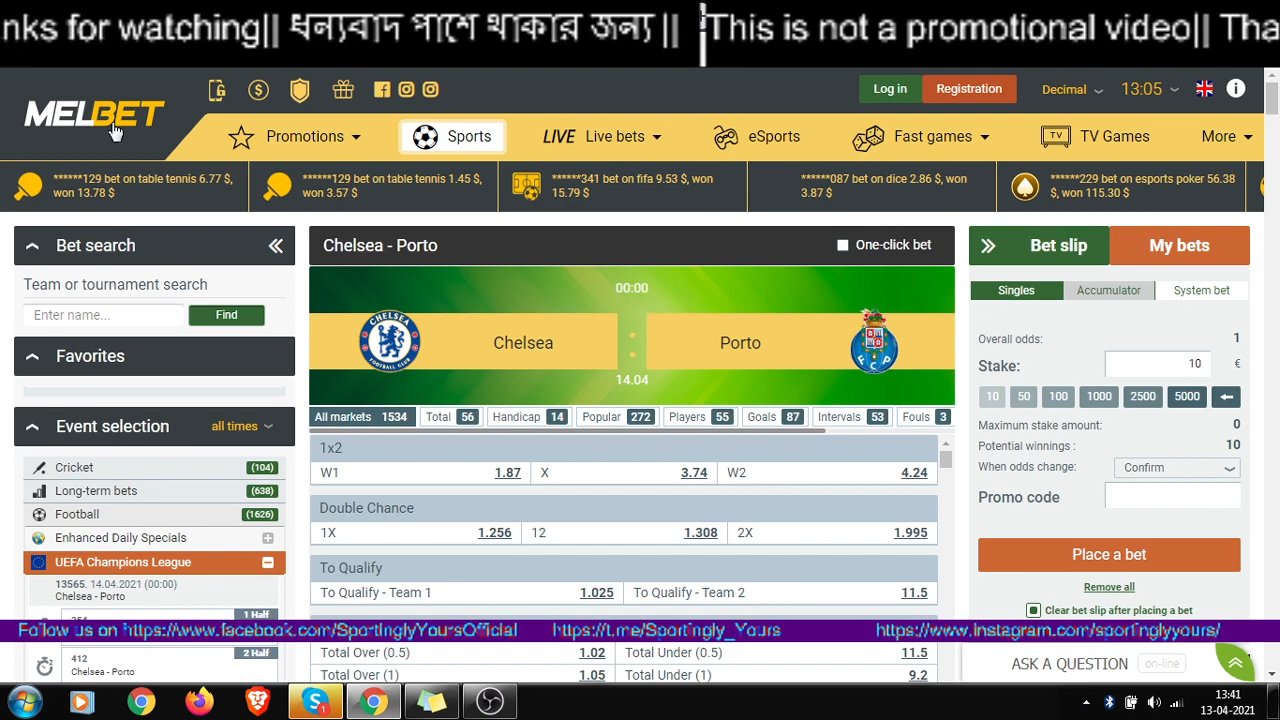 nks for watching|| ধন্যবাদ পাশে থাকার জন্য || This is not a promotional video|| Tha
MELBET
Log in
Registration
Decimal
13:05
Promotions
Sports
LIVE Live bets
eSports
Fast games
TV Games
More
******129 bet on table tennis 6.77 $,
won 13.78 $
******129 bet on table tennis 1.45 $,
won 3.57 $
******341 bet on fifa 9.53 $, won
15.79 $
******087 bet on dice 2.86 $, won
3.87 $
******229 bet on esports poker 56.38
$, won 115.30 $
Bet search
Team or tournament search
Enter name...
Find
Favorites
Event selection
all times
Cricket (104)
Long-term bets (638)
Football (1626)
Enhanced Daily Specials
UEFA Champions League
13565. 14.04.2021 (00:00)
Chelsea - Porto
1 Half
412
Chelsea - Porto
2 Half
Chelsea - Porto
One-click bet
00:00
Chelsea : Porto
14.04
All markets 1534
Total 56
Handicap 14
Popular 272
Players 55
Goals 87
Intervals 53
Fouls 3
1x2
W1 1.87 X 3.74 W2 4.24
Double Chance
1X 1.256 12 1.308 2X 1.995
To Qualify
To Qualify - Team 1 1.025 To Qualify - Team 2 11.5
Total Over (0.5) 1.02 Total Under (0.5) 11.5
Total Over (1) 1.05 Total Under (1) 9.2
Bet slip
My bets
Singles
Accumulator
System bet
Overall odds: 1
Stake: 10 €
10 50 100 1000 2500 5000
Maximum stake amount: 0
Potential winnings : 10
When odds change: Confirm
Promo code
Place a bet
Remove all
Clear bet slip after placing a bet
Follow us on https://www.facebook.com/SportinglyYoursOfficial https://t.me/Sportingly_Yours https://www.instagram.com/sportinglyyours/
ASK A QUESTION on-line
13:41
13-04-2021